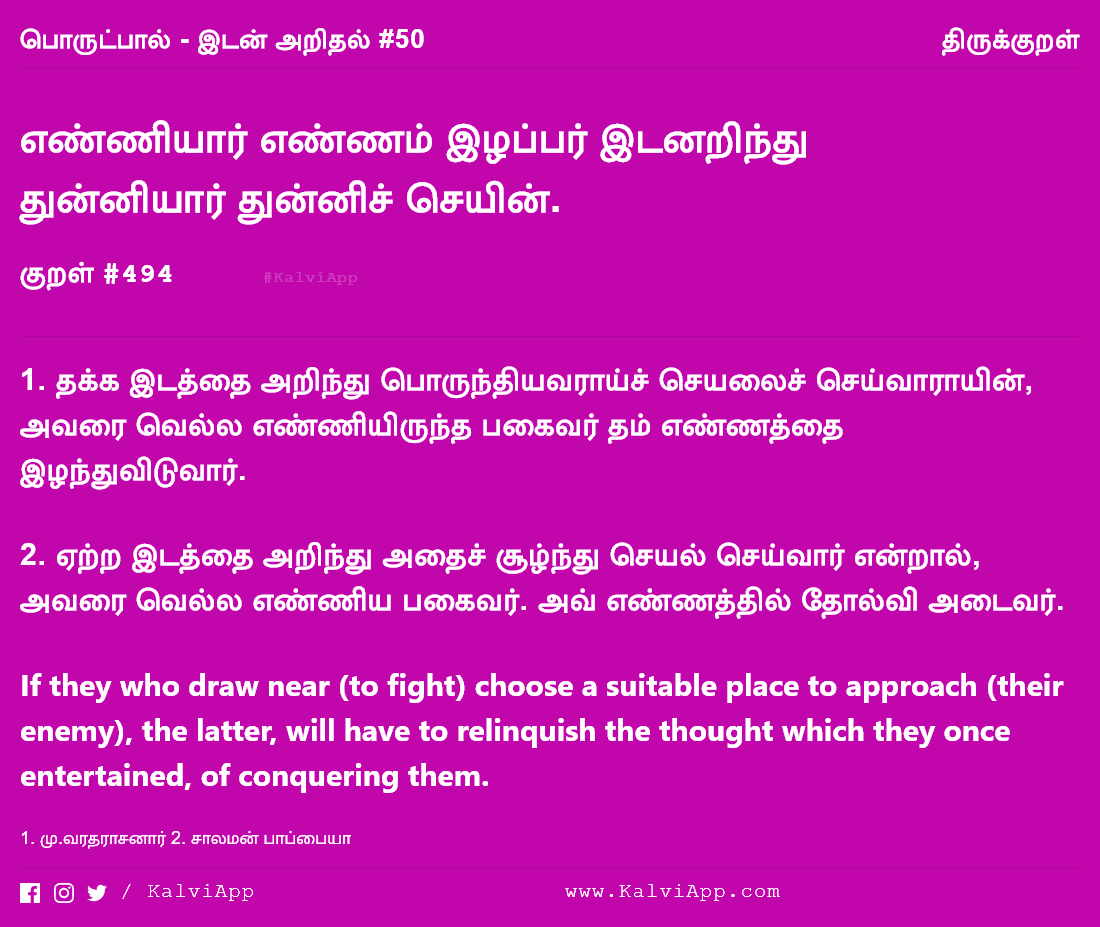 பொருட்பால் - இடன் அறிதல் #50
திருக்குறள்
எண்ணியார் எண்ணம் இழப்பர் இடனறிந்து
துன்னியார் துன்னிச் செயின்.
குறள் #494
#KalviApp
1. தக்க இடத்தை அறிந்து பொருந்தியவராய்ச் செயலைச் செய்வாராயின்,
அவரை வெல்ல எண்ணியிருந்த பகைவர் தம் எண்ணத்தை
இழந்துவிடுவார்.
2. ஏற்ற இடத்தை அறிந்து அதைச் சூழ்ந்து செயல் செய்வார் என்றால்,
அவரை வெல்ல எண்ணிய பகைவர். அவ் எண்ணத்தில் தோல்வி அடைவர்.
If they who draw near (to fight) choose a suitable place to approach (their
enemy), the latter, will have to relinquish the thought which they once
entertained, of conquering them.
1. மு.வரதராசனார் 2. சாலமன் பாப்பையா
/ KalviApp
www.KalviApp.com